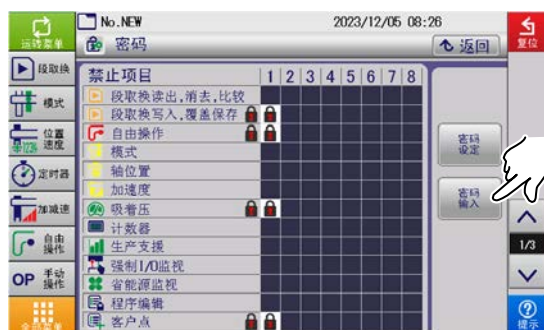 No.NEW 2023/12/05 08:26
运转菜单
密码
返回
复位
段取换
模式
位置
速度
定时器
加减速
自由
操作
OP 手动
操作
全部菜单
禁止项目 1 2 3 4 5 6 7 8
段取换读出,消去,比较
段取换写入,覆盖保存
自由操作
模式
轴位置
加速度
吸着压
计数器
生产支援
强制I/O监视
省能源监视
程序编辑
客户点
密码
设定
密码
输入
1/3
提示